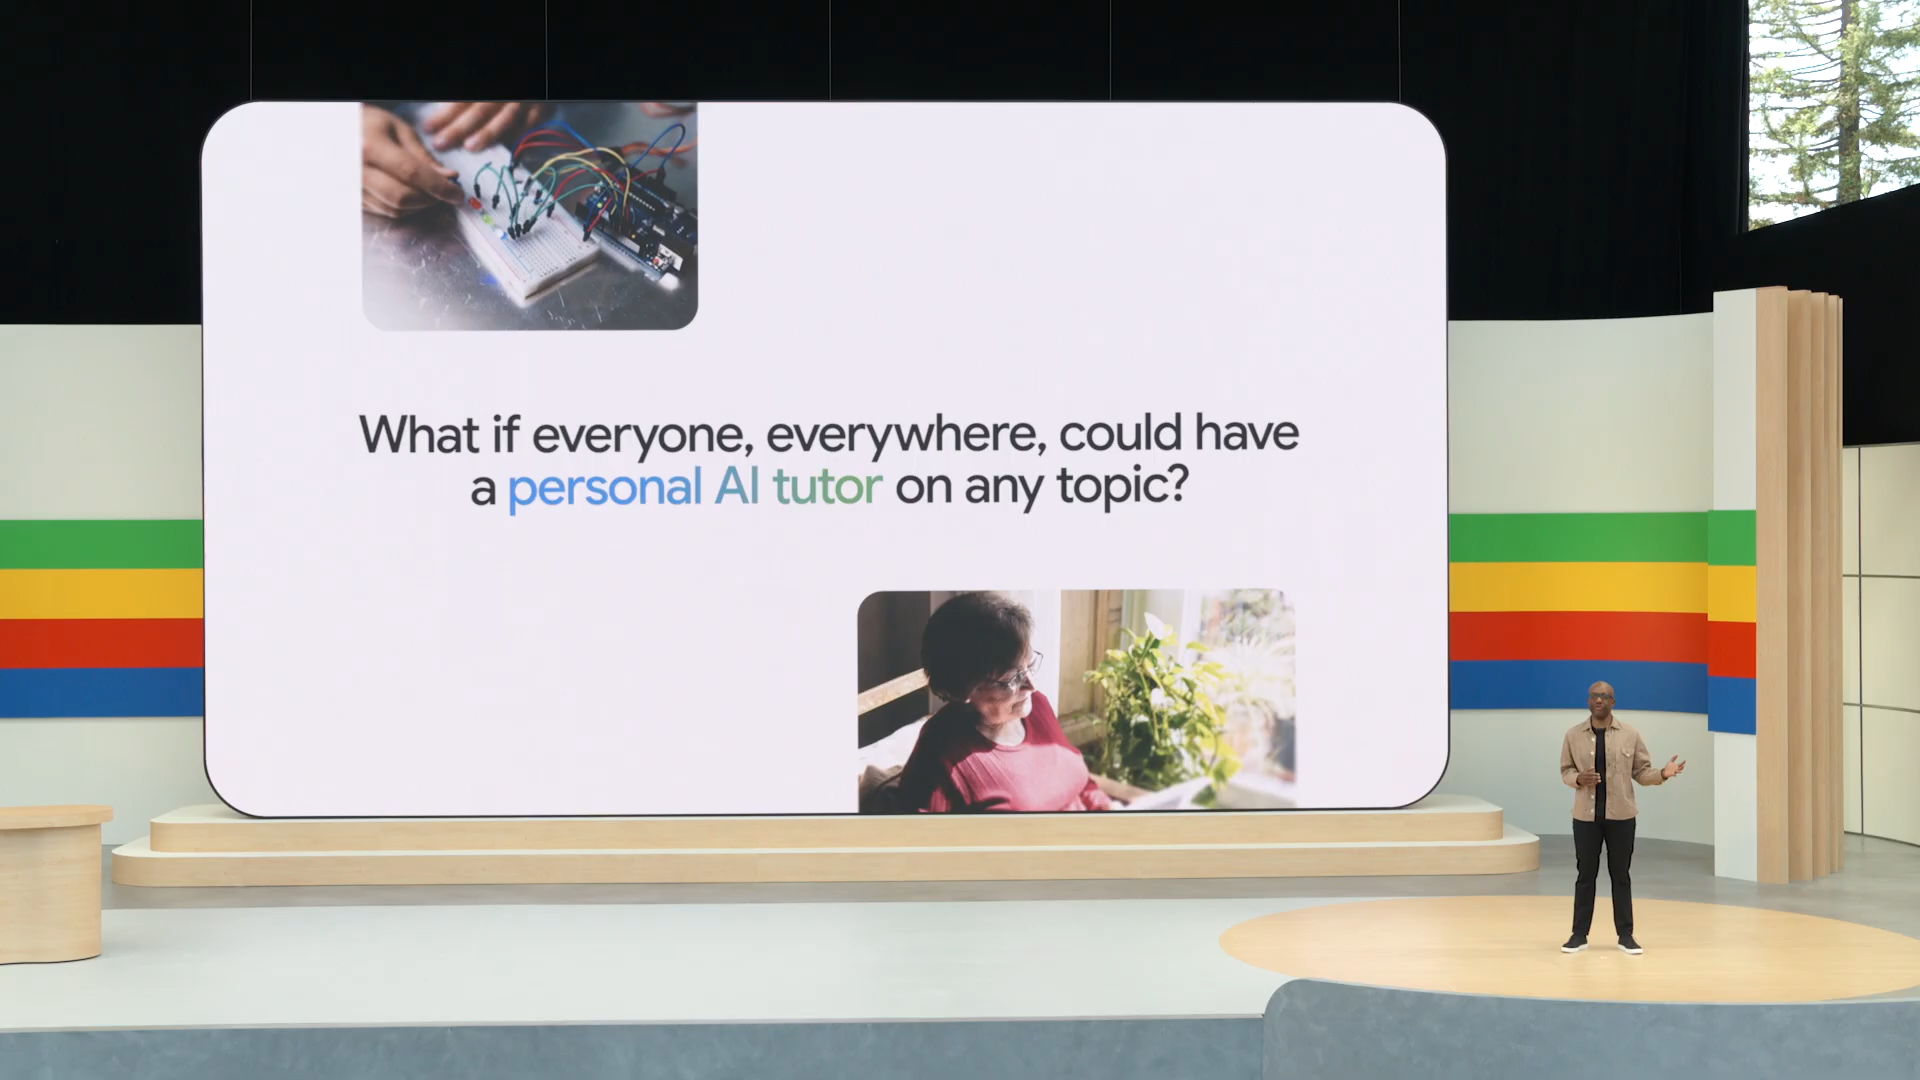 What if everyone, everywhere, could have
a personal AI tutor on any topic?